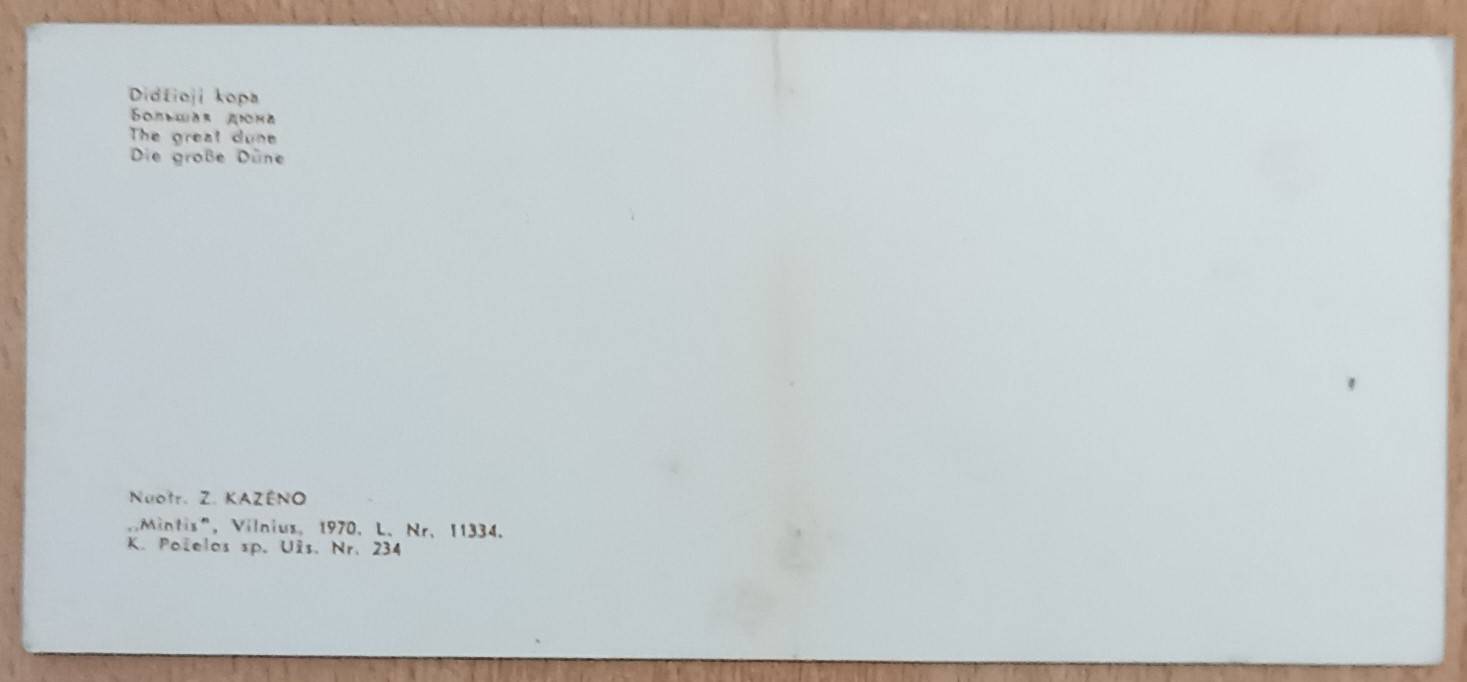 Didžioji kopa
Большая дюна
The great dune
Die große Düne
Nuotr. Z. KAZĖNO
„Mintis", Vilnius, 1970. L. Nr. 11334.
K. Poželos sp. Užs. Nr. 234